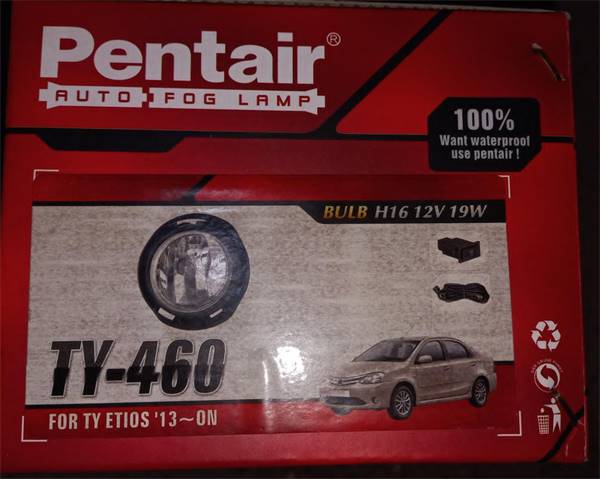 Pentair®
AUTO FOG LAMP
100%
Want waterproof
use pentair !
BULB H16 12V 19W
TY-460
FOR TY ETIOS '13~ON